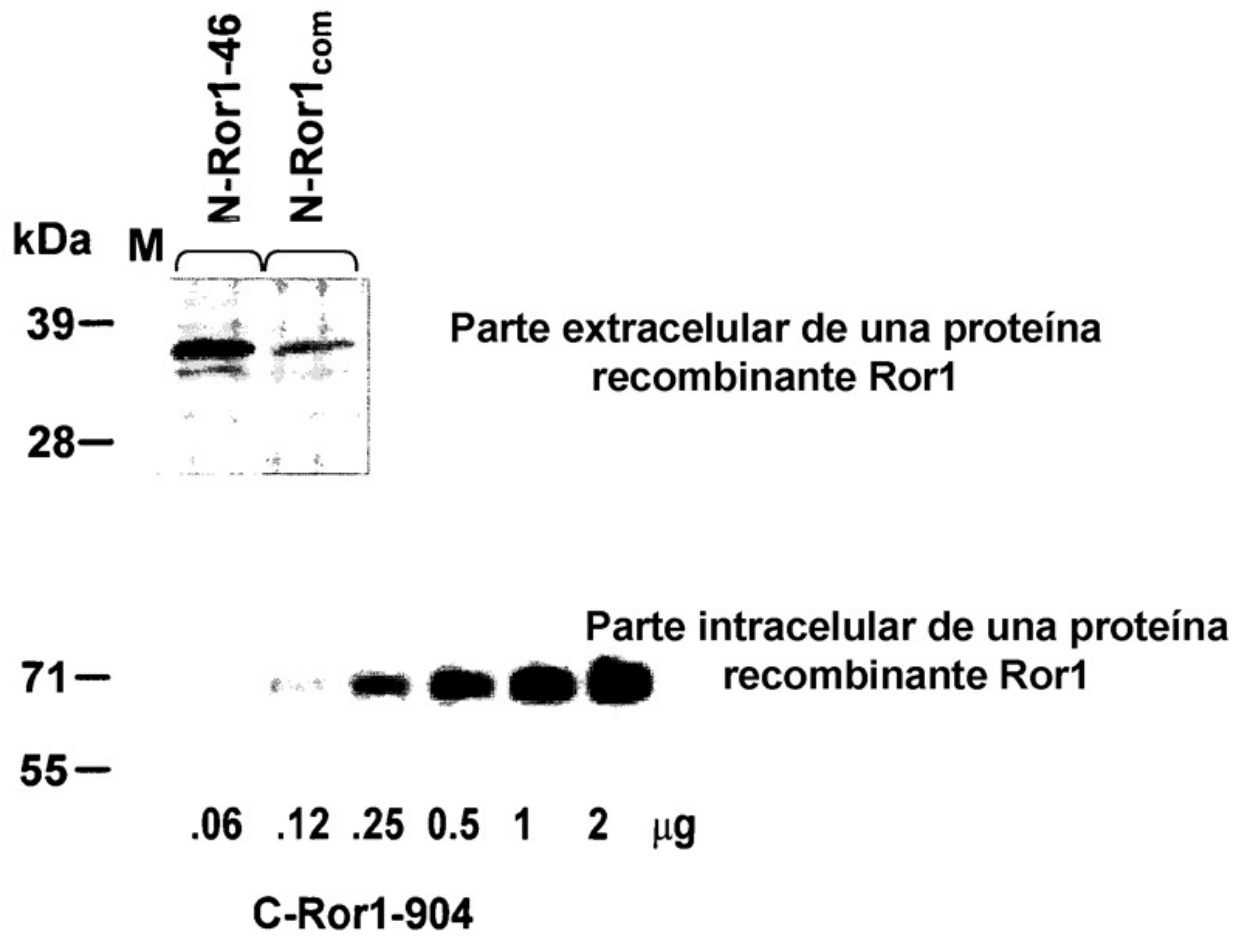 N-Ror1-46
N-Ror1com
kDa M
39
Parte extracelular de una proteína
recombinante Ror1
28
Parte intracelular de una proteína
71
recombinante Ror1
55
.06 .12 .25 0.5 1 2 μg
C-Ror1-904